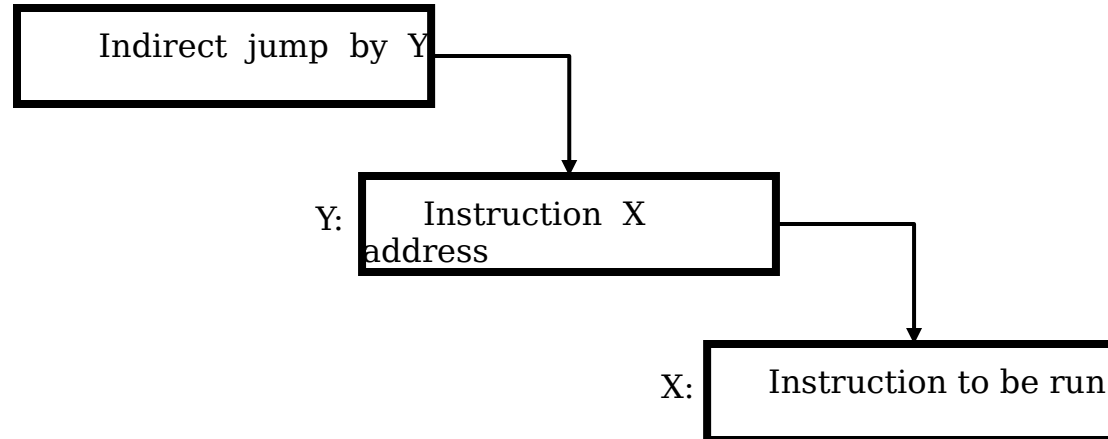 Indirect jump by Y
Y:
Instruction X
address
X:
Instruction to be run